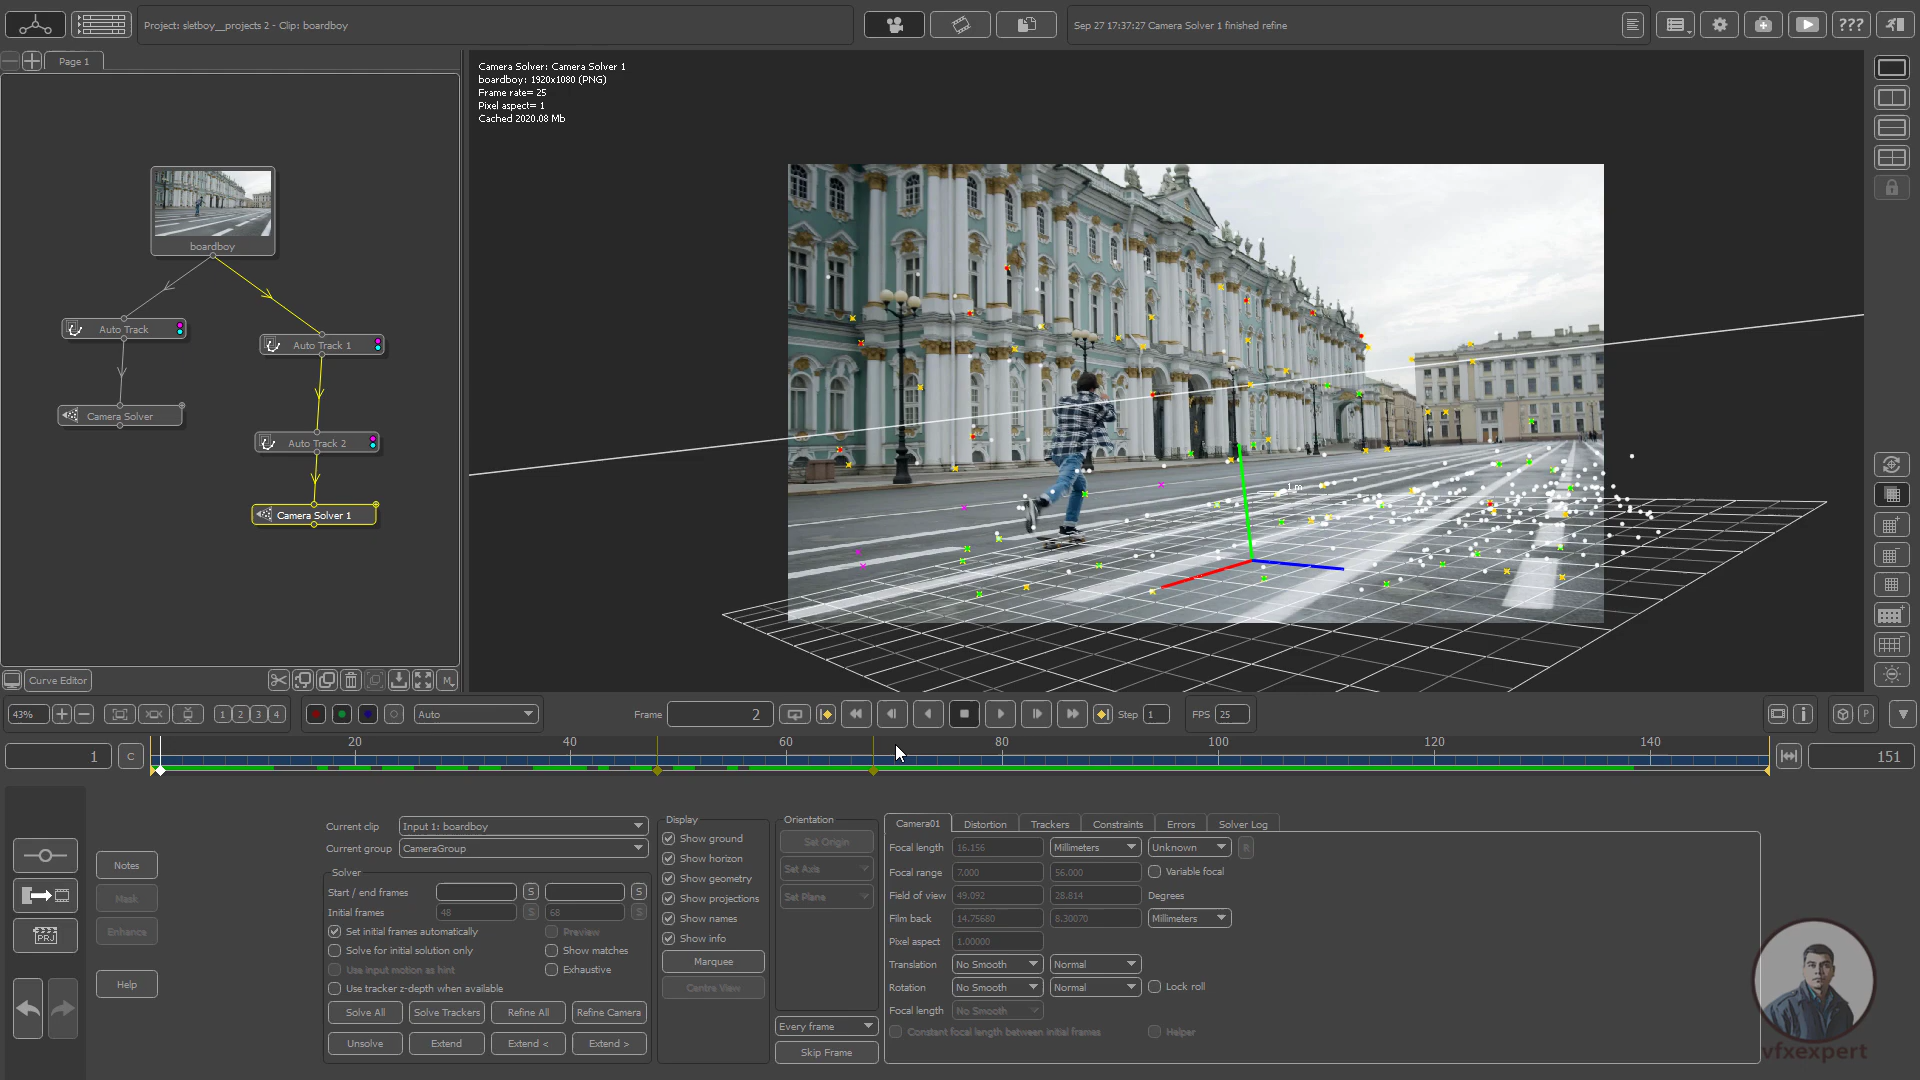 Project: sletboy__projects 2 - Clip: boardboy
Sep 27 17:37:27 Camera Solver 1 finished refine
???
Page 1
Camera Solver: Camera Solver 1
boardboy: 1920x1080 (PNG)
Frame rate= 25
Pixel aspect= 1
Cached 2020.08 Mb
boardboy
Auto Track
Auto Track 1
Camera Solver
Auto Track 2
Camera Solver 1
1 m
Curve Editor
M
43%
1 2 3 4
Auto
Frame
2
Step
1
FPS
25
P
1
C
20
40
60
80
100
120
140
151
Notes
Mask
Enhance
Help
PRJ
Current clip
Input 1: boardboy
Current group
CameraGroup
Solver
Start / end frames
S
S
Initial frames
48
S
68
S
Set initial frames automatically
Preview
Solve for initial solution only
Show matches
Use input motion as hint
Exhaustive
Use tracker z-depth when available
Solve All
Solve Trackers
Refine All
Refine Camera
Unsolve
Extend
Extend <
Extend >
Display
Show ground
Show horizon
Show geometry
Show projections
Show names
Show info
Marquee
Centre View
Orientation
Set Origin
Set Axis
Set Plane
Every frame
Skip Frame
Camera01
Distortion
Trackers
Constraints
Errors
Solver Log
Focal length
16.156
Millimeters
Unknown
R
Focal range
7.000
56.000
Variable focal
Field of view
49.092
28.814
Degrees
Film back
14.75680
8.30070
Millimeters
Pixel aspect
1.00000
Translation
No Smooth
Normal
Rotation
No Smooth
Normal
Lock roll
Focal length
No Smooth
Constant focal length between initial frames
Helper
vfxexpert